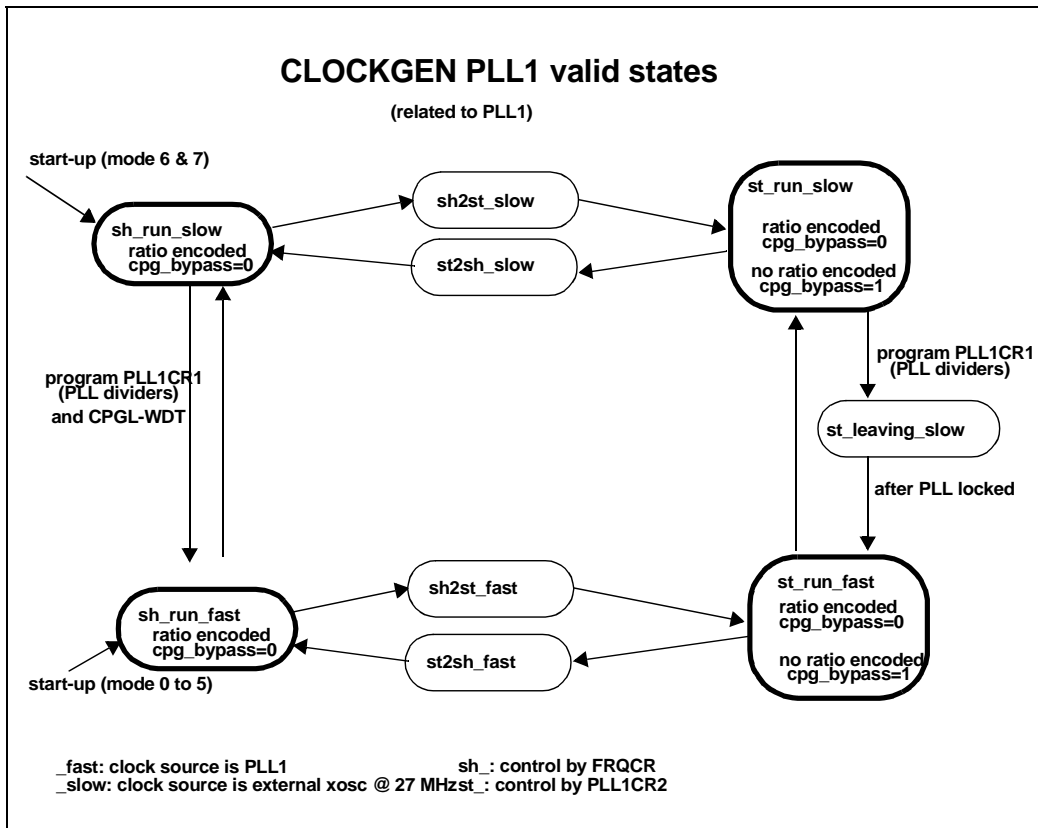 CLOCKGEN PLL1 valid states
(related to PLL1)
start-up (mode 6 & 7)
sh_run_slow
ratio encoded
cpg_bypass=0
sh2st_slow
st2sh_slow
st_run_slow
ratio encoded
cpg_bypass=0
no ratio encoded
cpg_bypass=1
program PLL1CR1
(PLL dividers)
and CPGL-WDT
program PLL1CR1
(PLL dividers)
st_leaving_slow
after PLL locked
sh_run_fast
ratio encoded
cpg_bypass=0
start-up (mode 0 to 5)
sh2st_fast
st2sh_fast
st_run_fast
ratio encoded
cpg_bypass=0
no ratio encoded
cpg_bypass=1
_fast: clock source is PLL1
sh_: control by FRQCR
_slow: clock source is external xosc @ 27 MHz
st_: control by PLL1CR2